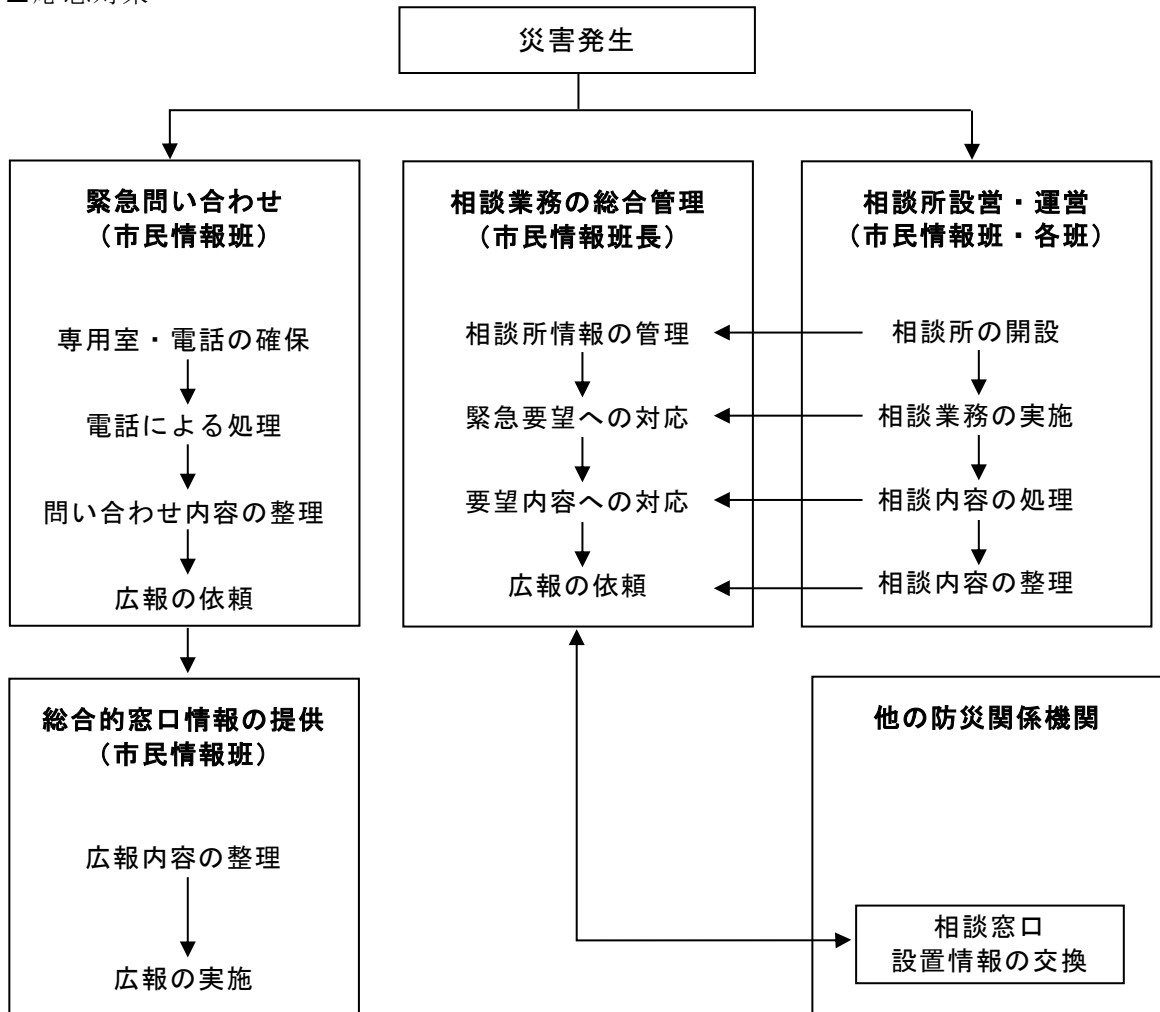 災害発生
緊急問い合わせ
（市民情報班）
専用室・電話の確保
電話による処理
問い合わせ内容の整理
広報の依頼
相談業務の総合管理
（市民情報班長）
相談所情報の管理
緊急要望への対応
要望内容への対応
広報の依頼
相談所設営・運営
（市民情報班・各班）
相談所の開設
相談業務の実施
相談内容の処理
相談内容の整理
総合的窓口情報の提供
（市民情報班）
広報内容の整理
広報の実施
他の防災関係機関
相談窓口
設置情報の交換